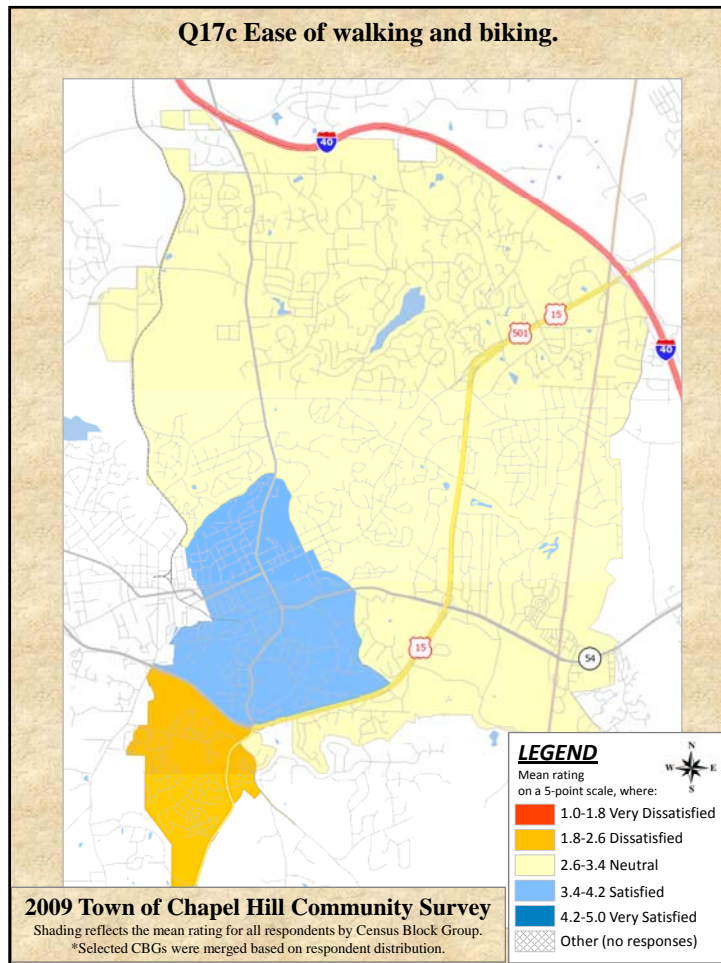 Q17c Ease of walking and biking.
40
15
501
40
15
54
LEGEND
N
W E
S
Mean rating
on a 5-point scale, where:
1.0-1.8 Very Dissatisfied
1.8-2.6 Dissatisfied
2.6-3.4 Neutral
3.4-4.2 Satisfied
4.2-5.0 Very Satisfied
Other (no responses)
2009 Town of Chapel Hill Community Survey
Shading reflects the mean rating for all respondents by Census Block Group.
*Selected CBGs were merged based on respondent distribution.